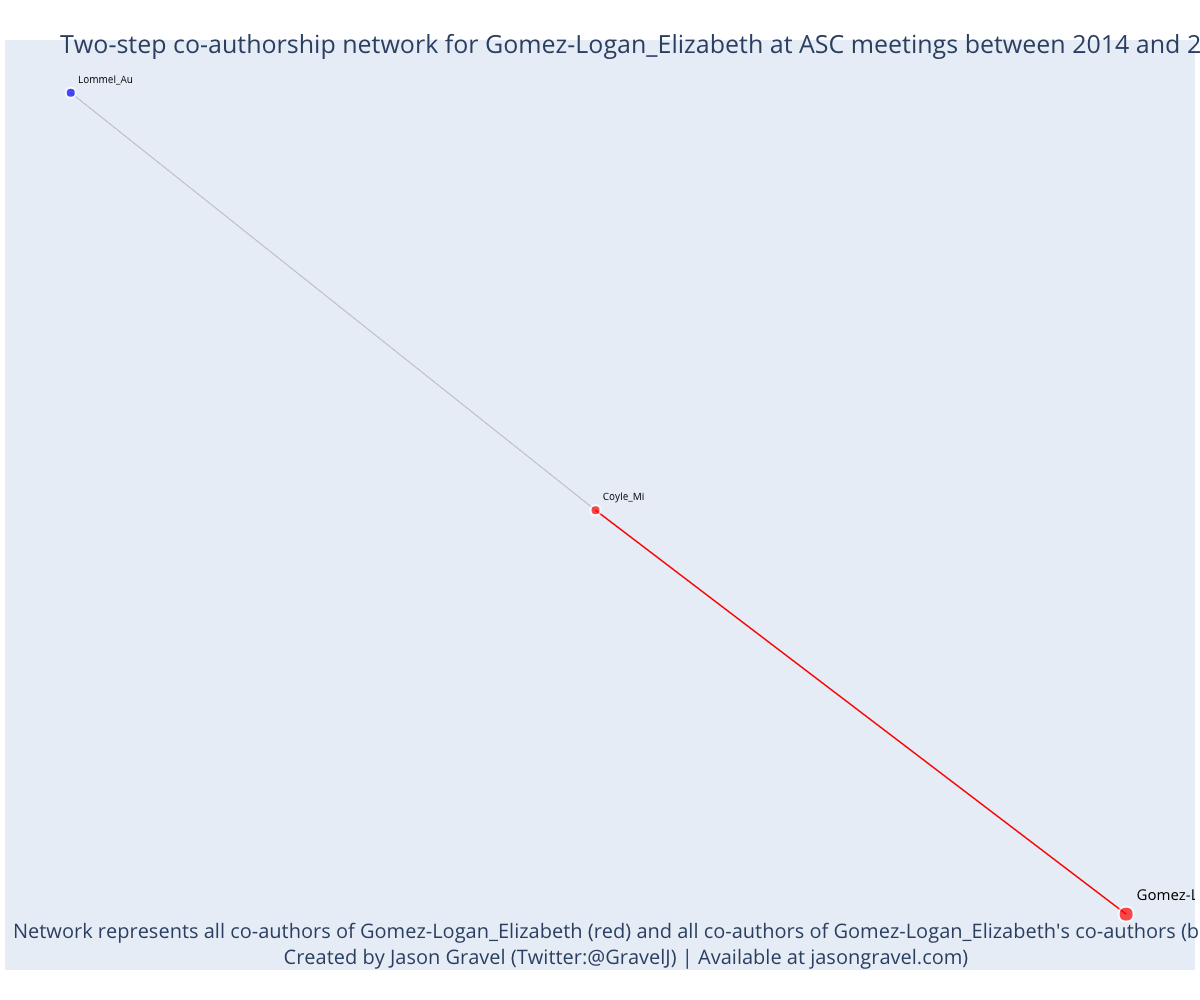 Two-step co-authorship network for Gomez-Logan_Elizabeth at ASC meetings between 2014 and 2
Lommel_Au
Coyle_Mi
Gomez-L
Network represents all co-authors of Gomez-Logan_Elizabeth (red) and all co-authors of Gomez-Logan_Elizabeth's co-authors (b
Created by Jason Gravel (Twitter:@GravelJ) | Available at jasongravel.com)